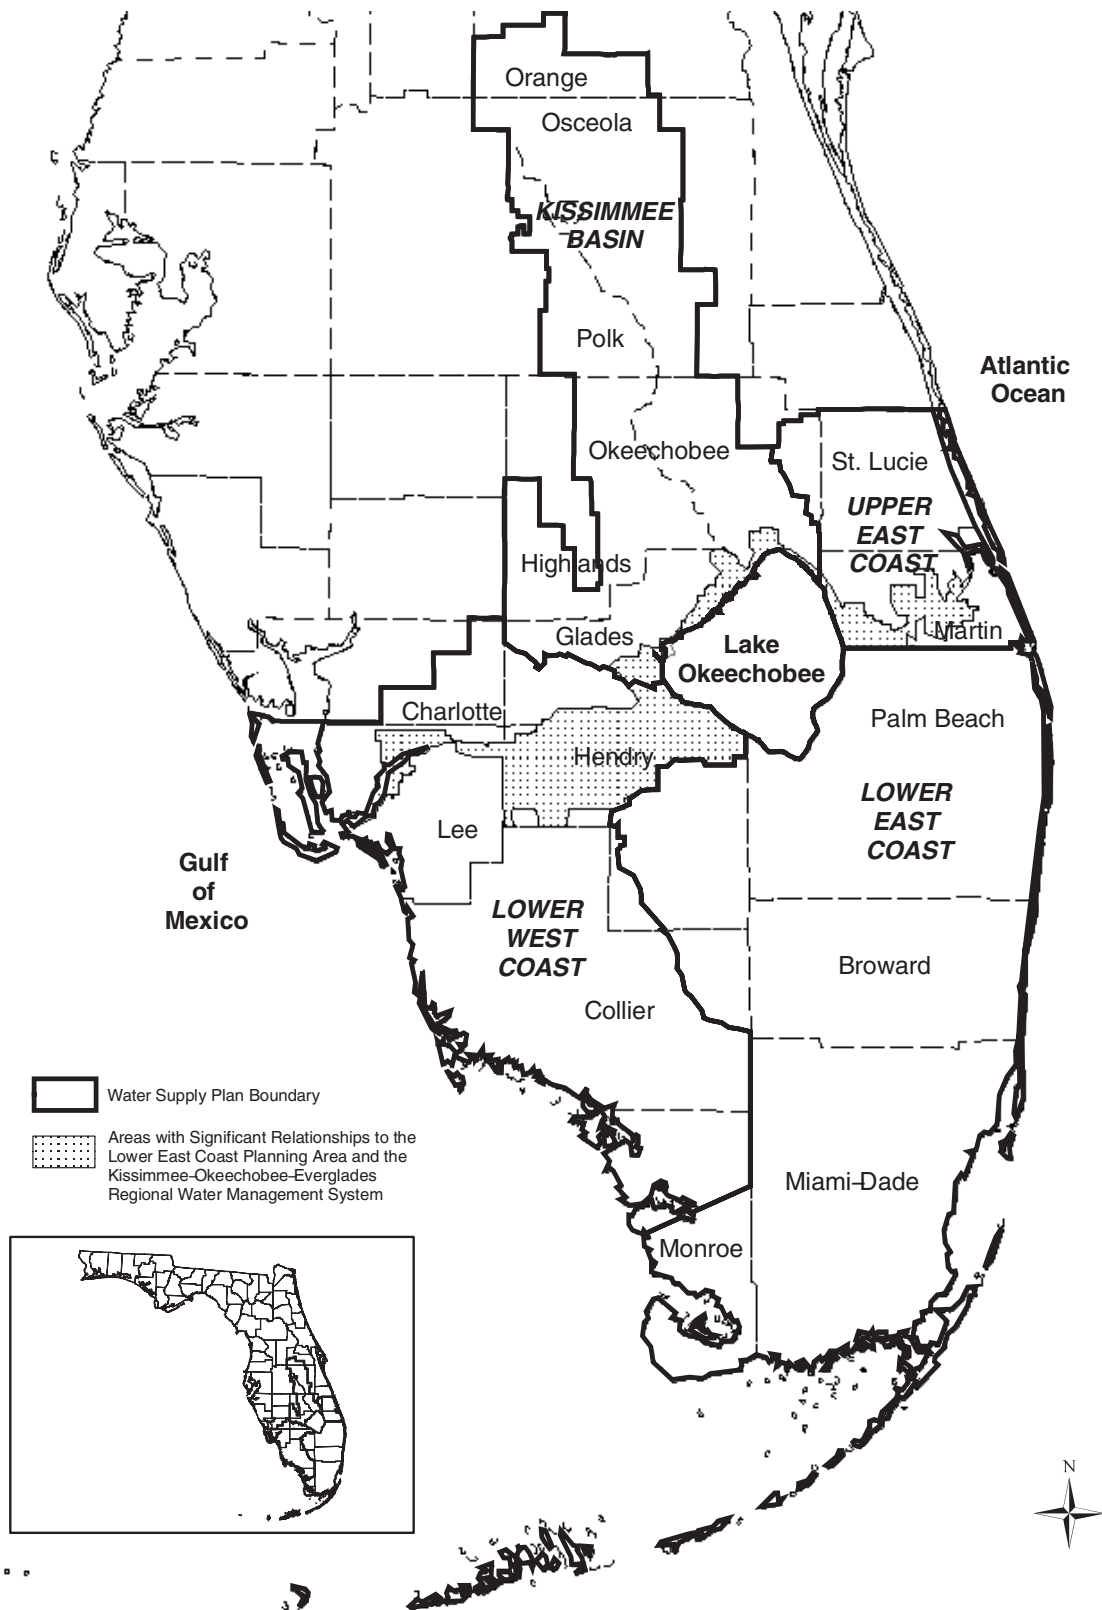 Orange
Osceola
KISSIMMEE
BASIN
Polk
Atlantic
Ocean
Okeechobee
St. Lucie
UPPER
EAST
COAST
Highlands
Martin
Glades
Lake
Okeechobee
Charlotte
Palm Beach
Hendry
LOWER
EAST
COAST
Lee
Gulf
of
Mexico
LOWER
WEST
COAST
Broward
Collier
Water Supply Plan Boundary
Areas with Significant Relationships to the
Lower East Coast Planning Area and the
Kissimmee-Okeechobee-Everglades
Regional Water Management System
Miami-Dade
Monroe
N